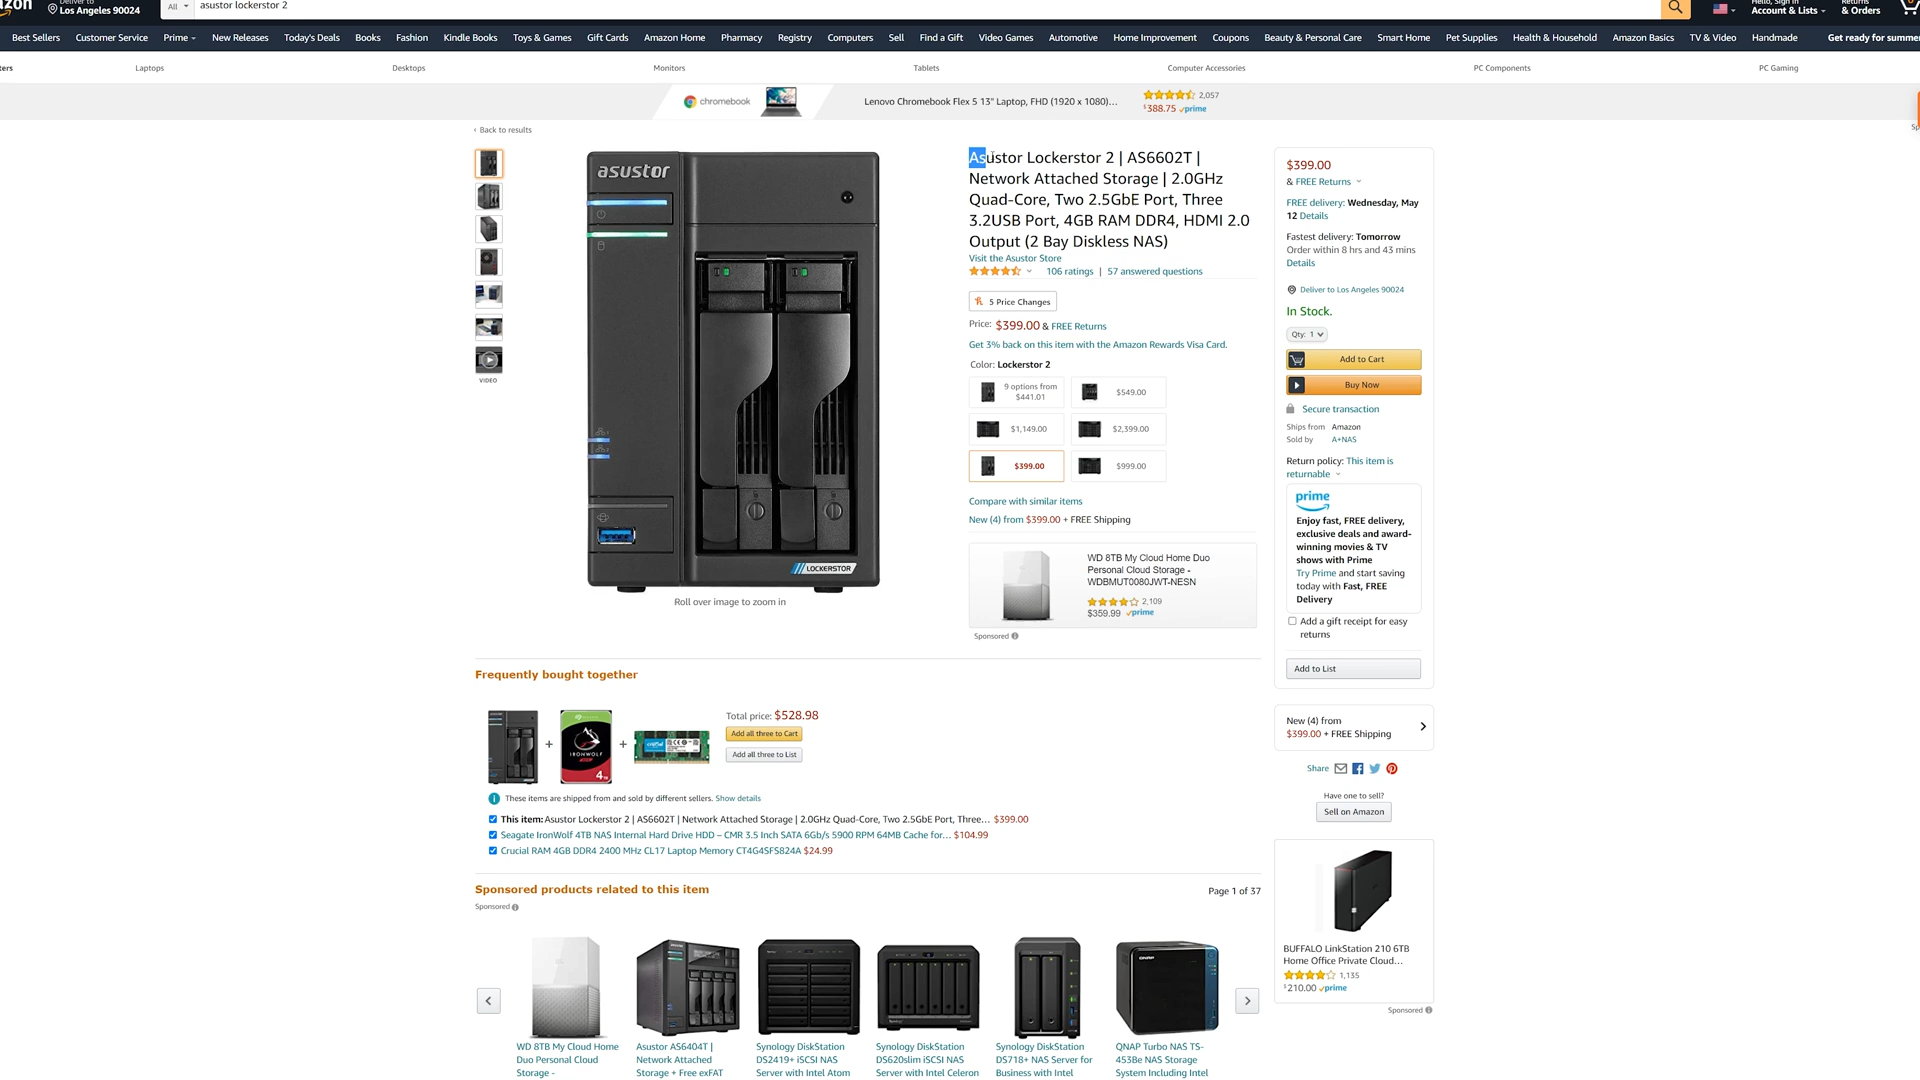 Deliver to
Los Angeles 90024
All
asustor lockerstor 2
Hello, Sign in
Account & Lists
Returns
& Orders
0
Best Sellers
Customer Service
Prime
New Releases
Today's Deals
Books
Fashion
Kindle Books
Toys & Games
Gift Cards
Amazon Home
Pharmacy
Registry
Computers
Sell
Find a Gift
Video Games
Automotive
Home Improvement
Coupons
Beauty & Personal Care
Smart Home
Pet Supplies
Health & Household
Amazon Basics
TV & Video
Handmade
Get ready for summer
Laptops
Desktops
Monitors
Tablets
Computer Accessories
PC Components
PC Gaming
chromebook
Lenovo Chromebook Flex 5 13" Laptop, FHD (1920 x 1080)...
2,057
$388.75 prime
‹ Back to results
asustor
LOCKERSTOR
Roll over image to zoom in
VIDEO
Asustor Lockerstor 2 | AS6602T |
Network Attached Storage | 2.0GHz
Quad-Core, Two 2.5GbE Port, Three
3.2USB Port, 4GB RAM DDR4, HDMI 2.0
Output (2 Bay Diskless NAS)
Visit the Asustor Store
106 ratings | 57 answered questions
5 Price Changes
Price: $399.00 & FREE Returns
Get 3% back on this item with the Amazon Rewards Visa Card.
Color: Lockerstor 2
9 options from
$441.01
$549.00
$1,149.00
$2,399.00
$399.00
$999.00
Compare with similar items
New (4) from $399.00 + FREE Shipping
WD 8TB My Cloud Home Duo
Personal Cloud Storage -
WDBMUT0080JWT-NESN
2,109
$359.99 prime
Sponsored
$399.00
& FREE Returns
FREE delivery: Wednesday, May
12 Details
Fastest delivery: Tomorrow
Order within 8 hrs and 43 mins
Details
Deliver to Los Angeles 90024
In Stock.
Qty: 1
Add to Cart
Buy Now
Secure transaction
Ships from Amazon
Sold by A+NAS
Return policy: This item is
returnable
prime
Enjoy fast, FREE delivery,
exclusive deals and award-
winning movies & TV
shows with Prime
Try Prime and start saving
today with Fast, FREE
Delivery
Add a gift receipt for easy
returns
Add to List
New (4) from
$399.00 + FREE Shipping
Share
Have one to sell?
Sell on Amazon
BUFFALO LinkStation 210 6TB
Home Office Private Cloud...
1,135
$210.00 prime
Sponsored
Frequently bought together
IRONWOLF
4TB
crucial
Total price: $528.98
Add all three to Cart
Add all three to List
These items are shipped from and sold by different sellers. Show details
This item: Asustor Lockerstor 2 | AS6602T | Network Attached Storage | 2.0GHz Quad-Core, Two 2.5GbE Port, Three... $399.00
Seagate IronWolf 4TB NAS Internal Hard Drive HDD – CMR 3.5 Inch SATA 6Gb/s 5900 RPM 64MB Cache for... $104.99
Crucial RAM 4GB DDR4 2400 MHz CL17 Laptop Memory CT4G4SFS824A $24.99
Sponsored products related to this item
Page 1 of 37
Sponsored
WD 8TB My Cloud Home
Duo Personal Cloud
Storage -
Asustor AS6404T |
Network Attached
Storage + Free exFAT
Synology DiskStation
DS2419+ iSCSI NAS
Server with Intel Atom
Synology DiskStation
DS620slim iSCSI NAS
Server with Intel Celeron
Synology DiskStation
DS718+ NAS Server for
Business with Intel
QNAP
QNAP Turbo NAS TS-
453Be NAS Storage
System Including Intel